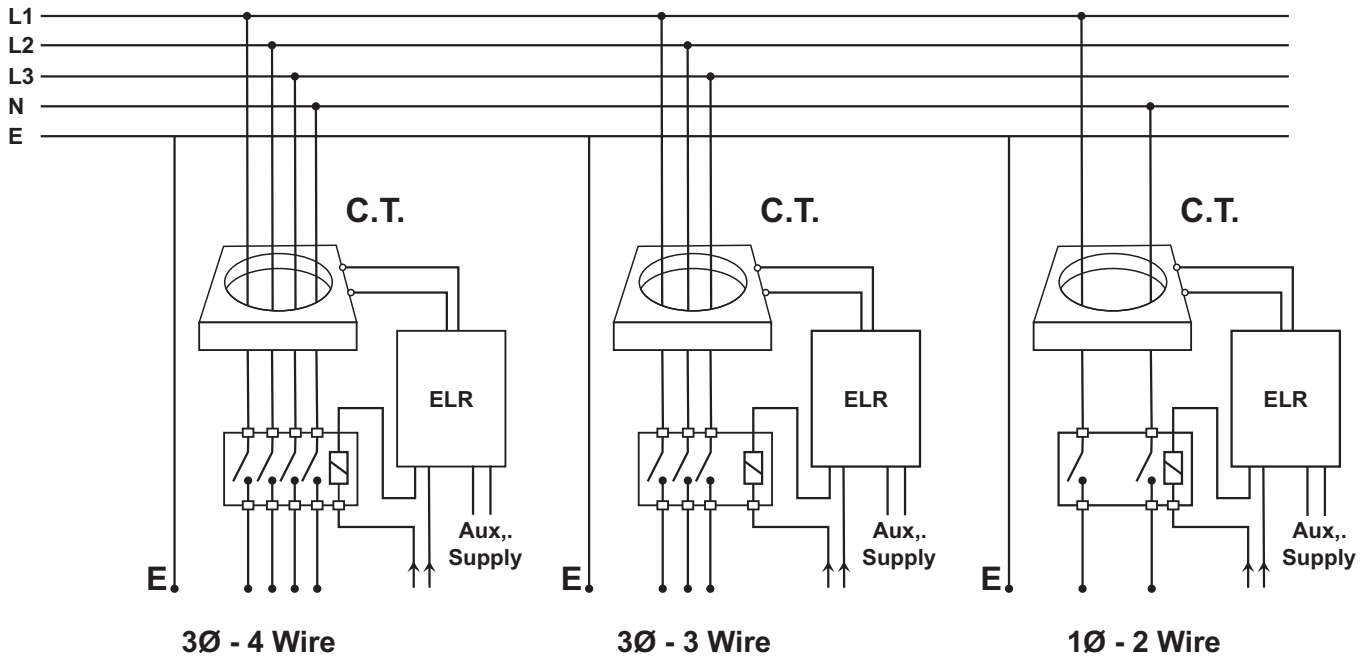 L1
L2
L3
N
E
C.T.
C.T.
C.T.
ELR
ELR
ELR
Aux,.
Supply
Aux,.
Supply
Aux,.
Supply
E
E
E
3Ø - 4 Wire
3Ø - 3 Wire
1Ø - 2 Wire